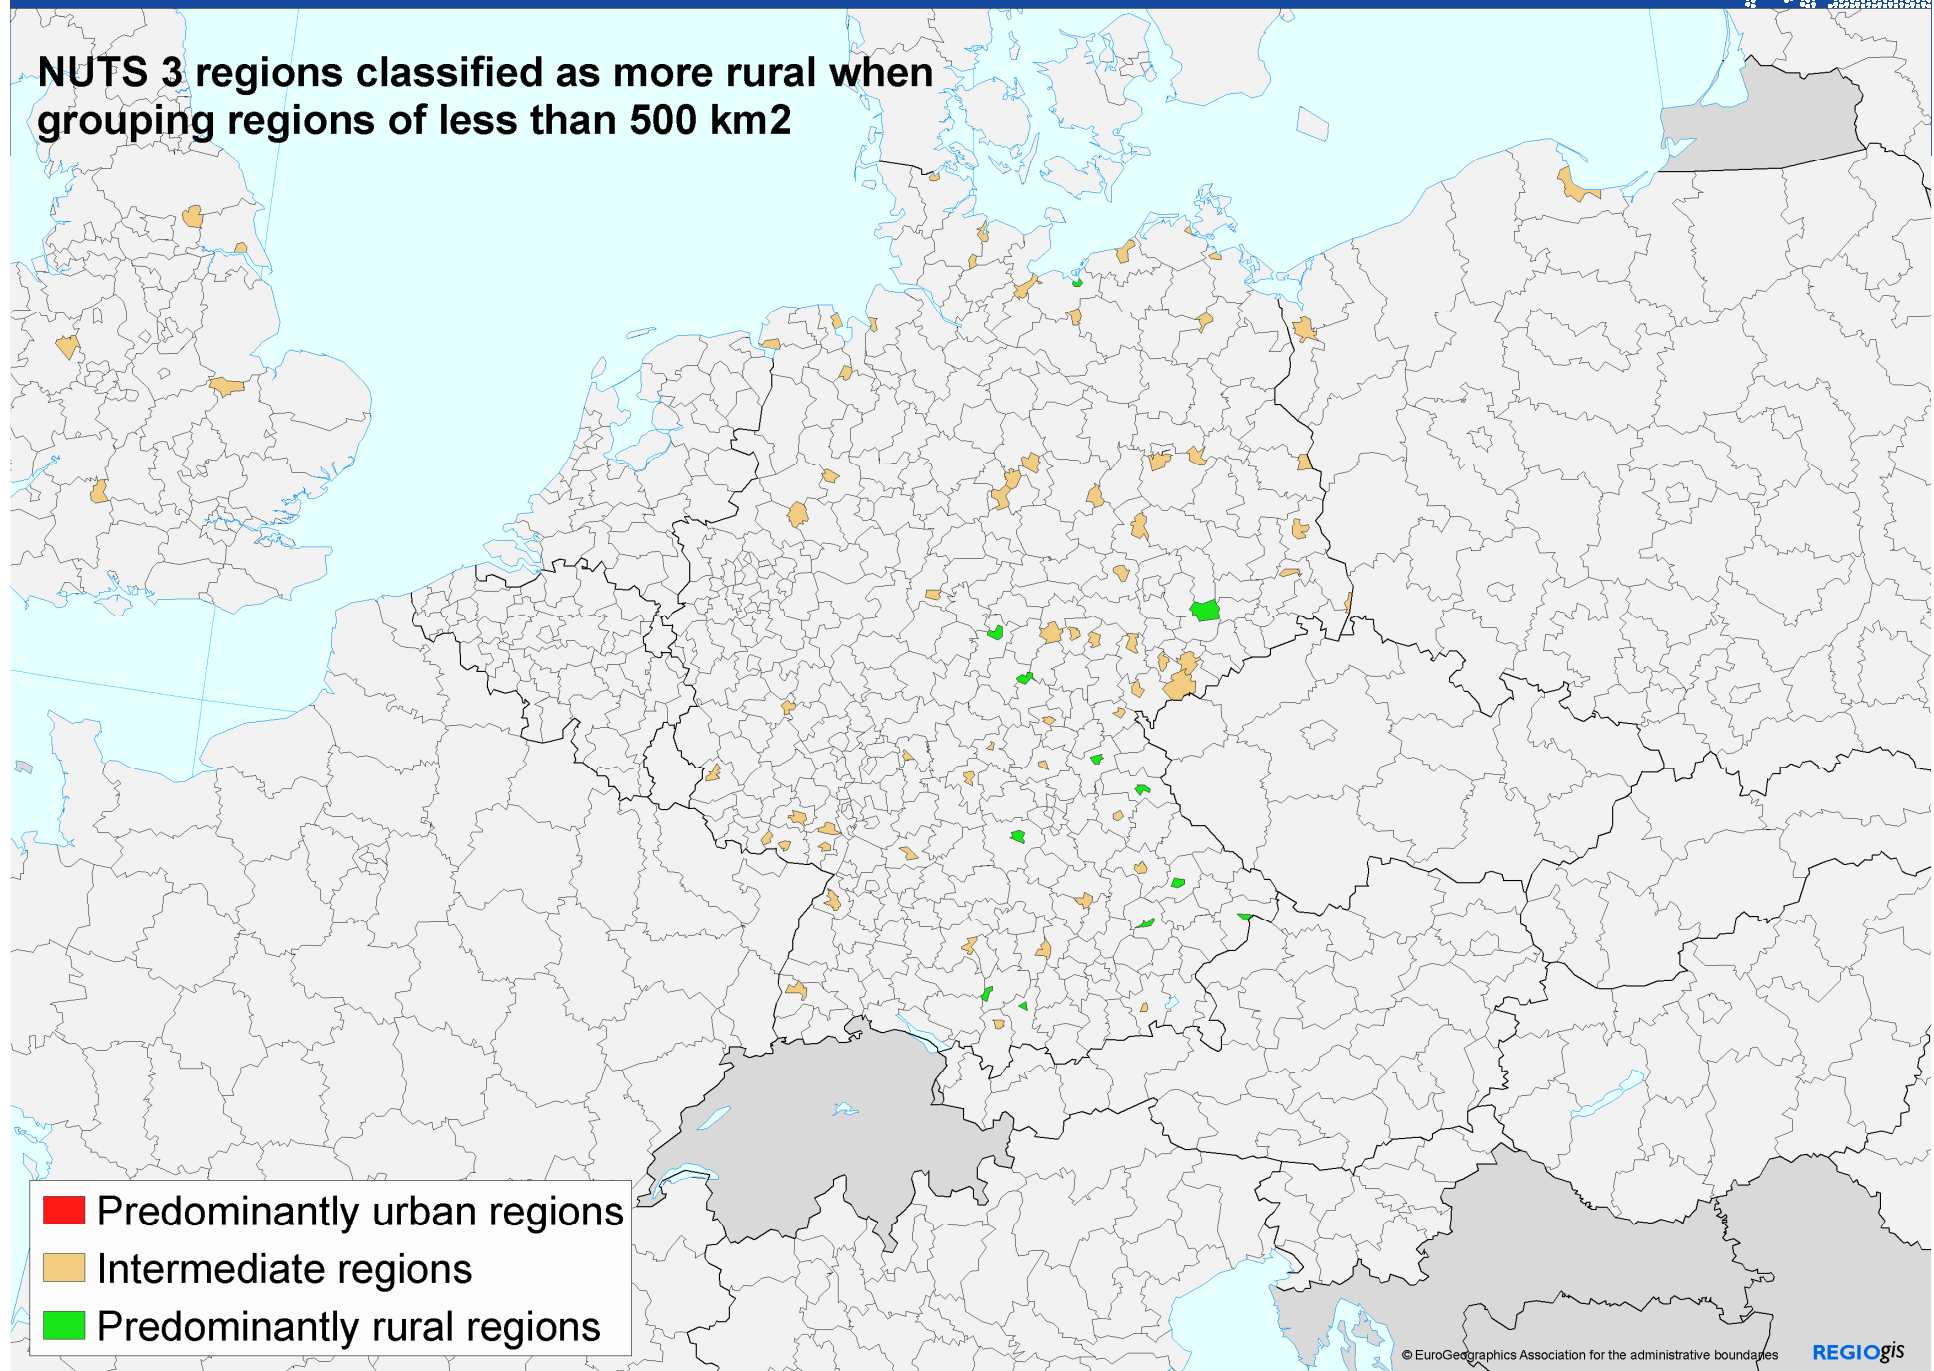 NUTS 3 regions classified as more rural when
grouping regions of less than 500 km2
Predominantly urban regions
Intermediate regions
Predominantly rural regions
© EuroGeographics Association for the administrative boundaries
REGIOgis